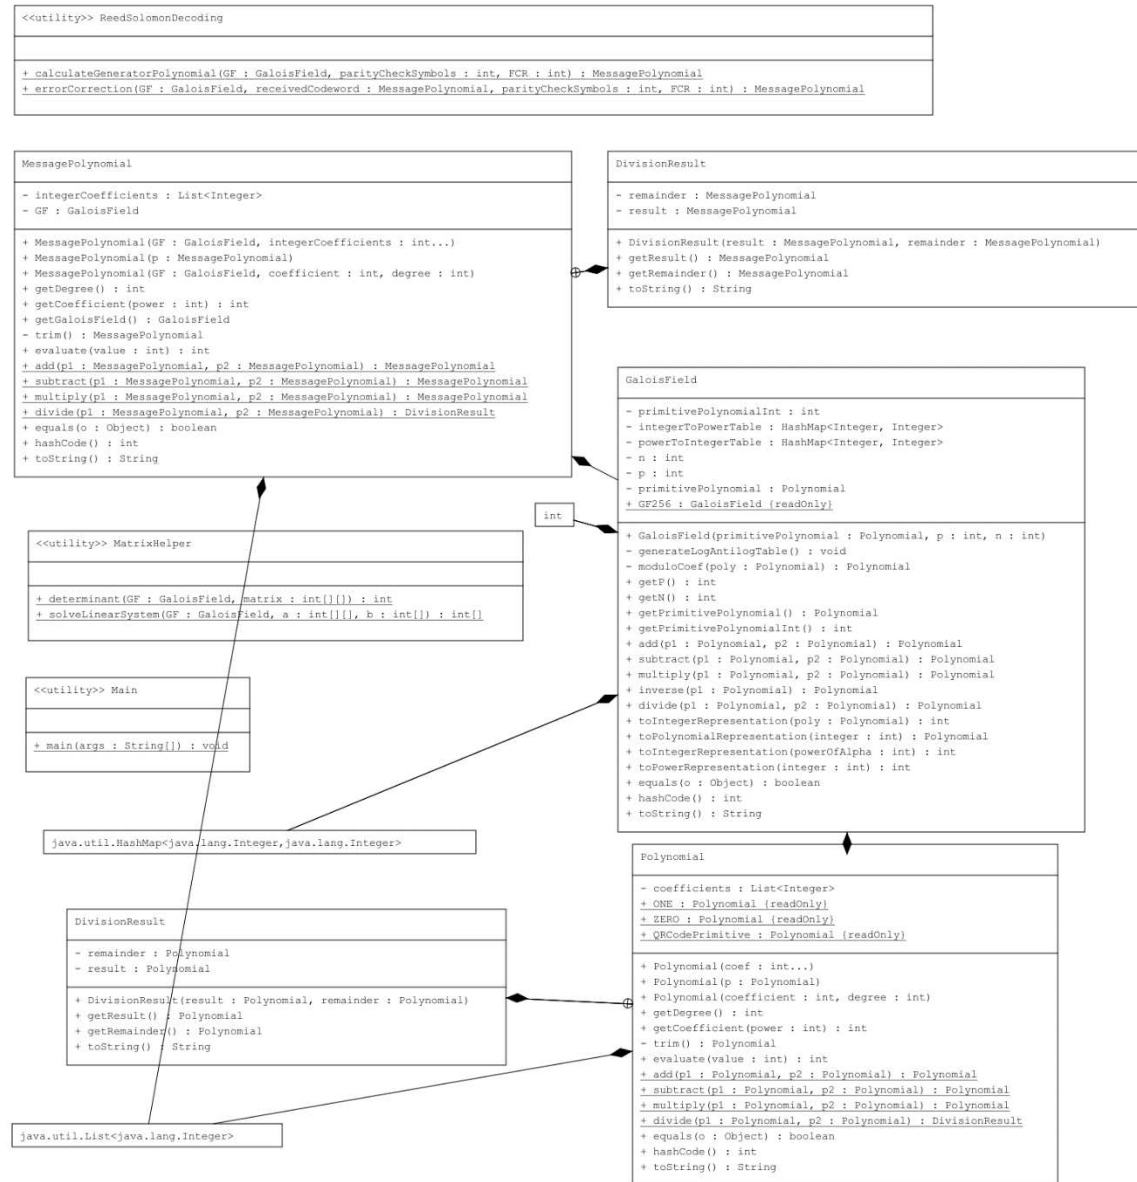 <<utility>> ReedSolomonDecoding
+ calculateGeneratorPolynomial(GF : GaloisField, parityCheckSymbols : int, FCR : int) : MessagePolynomial
+ errorCorrection(GF : GaloisField, receivedCodeword : MessagePolynomial, parityCheckSymbols : int, FCR : int) : MessagePolynomial
MessagePolynomial
- integerCoefficients : List<Integer>
- GF : GaloisField
+ MessagePolynomial(GF : GaloisField, integerCoefficients : int...)
+ MessagePolynomial(p : MessagePolynomial)
+ MessagePolynomial(GF : GaloisField, coefficient : int, degree : int)
+ getDegree() : int
+ getCoefficient(power : int) : int
+ getGaloisField() : GaloisField
- trim() : MessagePolynomial
+ evaluate(value : int) : int
+ add(p1 : MessagePolynomial, p2 : MessagePolynomial) : MessagePolynomial
+ subtract(p1 : MessagePolynomial, p2 : MessagePolynomial) : MessagePolynomial
+ multiply(p1 : MessagePolynomial, p2 : MessagePolynomial) : MessagePolynomial
+ divide(p1 : MessagePolynomial, p2 : MessagePolynomial) : DivisionResult
+ equals(o : Object) : boolean
+ hashCode() : int
+ toString() : String
DivisionResult
- remainder : MessagePolynomial
- result : MessagePolynomial
+ DivisionResult(result : MessagePolynomial, remainder : MessagePolynomial)
+ getResult() : MessagePolynomial
+ getRemainder() : MessagePolynomial
+ toString() : String
GaloisField
- primitivePolynomialInt : int
- integerToPowerTable : HashMap<Integer, Integer>
- powerToIntegerTable : HashMap<Integer, Integer>
- n : int
- p : int
- primitivePolynomial : Polynomial
+ GF256 : GaloisField {readOnly}
+ GaloisField(primitivePolynomial : Polynomial, p : int, n : int)
- generateLogAntilogTable() : void
- moduloCoef(poly : Polynomial) : Polynomial
+ getP() : int
+ getN() : int
+ getPrimitivePolynomial() : Polynomial
+ getPrimitivePolynomialInt() : int
+ add(p1 : Polynomial, p2 : Polynomial) : Polynomial
+ subtract(p1 : Polynomial, p2 : Polynomial) : Polynomial
+ multiply(p1 : Polynomial, p2 : Polynomial) : Polynomial
+ inverse(p1 : Polynomial) : Polynomial
+ divide(p1 : Polynomial, p2 : Polynomial) : Polynomial
+ toIntegerRepresentation(poly : Polynomial) : int
+ toPolynomialRepresentation(integer : int) : Polynomial
+ toIntegerRepresentation(powerOfAlpha : int) : int
+ toPowerRepresentation(integer : int) : int
+ equals(o : Object) : boolean
+ hashCode() : int
+ toString() : String
int
<<utility>> MatrixHelper
+ determinant(GF : GaloisField, matrix : int[][]) : int
+ solveLinearSystem(GF : GaloisField, a : int[][], b : int[]) : int[]
<<utility>> Main
+ main(args : String[]) : void
java.util.HashMap<java.lang.Integer,java.lang.Integer>
DivisionResult
- remainder : Polynomial
- result : Polynomial
+ DivisionResult(result : Polynomial, remainder : Polynomial)
+ getResult() : Polynomial
+ getRemainder() : Polynomial
+ toString() : String
Polynomial
- coefficients : List<Integer>
+ ONE : Polynomial {readOnly}
+ ZERO : Polynomial {readOnly}
+ QRCodePrimitive : Polynomial {readOnly}
+ Polynomial(coef : int...)
+ Polynomial(p : Polynomial)
+ Polynomial(coefficient : int, degree : int)
+ getDegree() : int
+ getCoefficient(power : int) : int
- trim() : Polynomial
+ evaluate(value : int) : int
+ add(p1 : Polynomial, p2 : Polynomial) : Polynomial
+ subtract(p1 : Polynomial, p2 : Polynomial) : Polynomial
+ multiply(p1 : Polynomial, p2 : Polynomial) : Polynomial
+ divide(p1 : Polynomial, p2 : Polynomial) : DivisionResult
+ equals(o : Object) : boolean
+ hashCode() : int
+ toString() : String
java.util.List<java.lang.Integer>